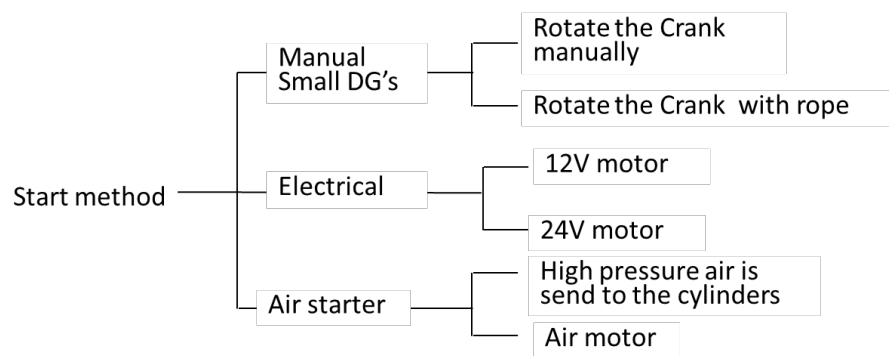 Start method
Manual
Small DG's
Rotate the Crank
manually
Rotate the Crank with rope
Electrical
12V motor
24V motor
Air starter
High pressure air is
send to the cylinders
Air motor